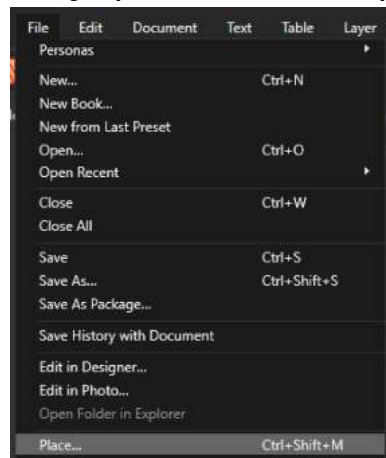 File Edit Document Text Table Layer
Personas
New... Ctrl+N
New Book...
New from Last Preset
Open... Ctrl+O
Open Recent
Close Ctrl+W
Close All
Save Ctrl+S
Save As... Ctrl+Shift+S
Save As Package...
Save History with Document
Edit in Designer...
Edit in Photo...
Open Folder in Explorer
Place... Ctrl+Shift+M